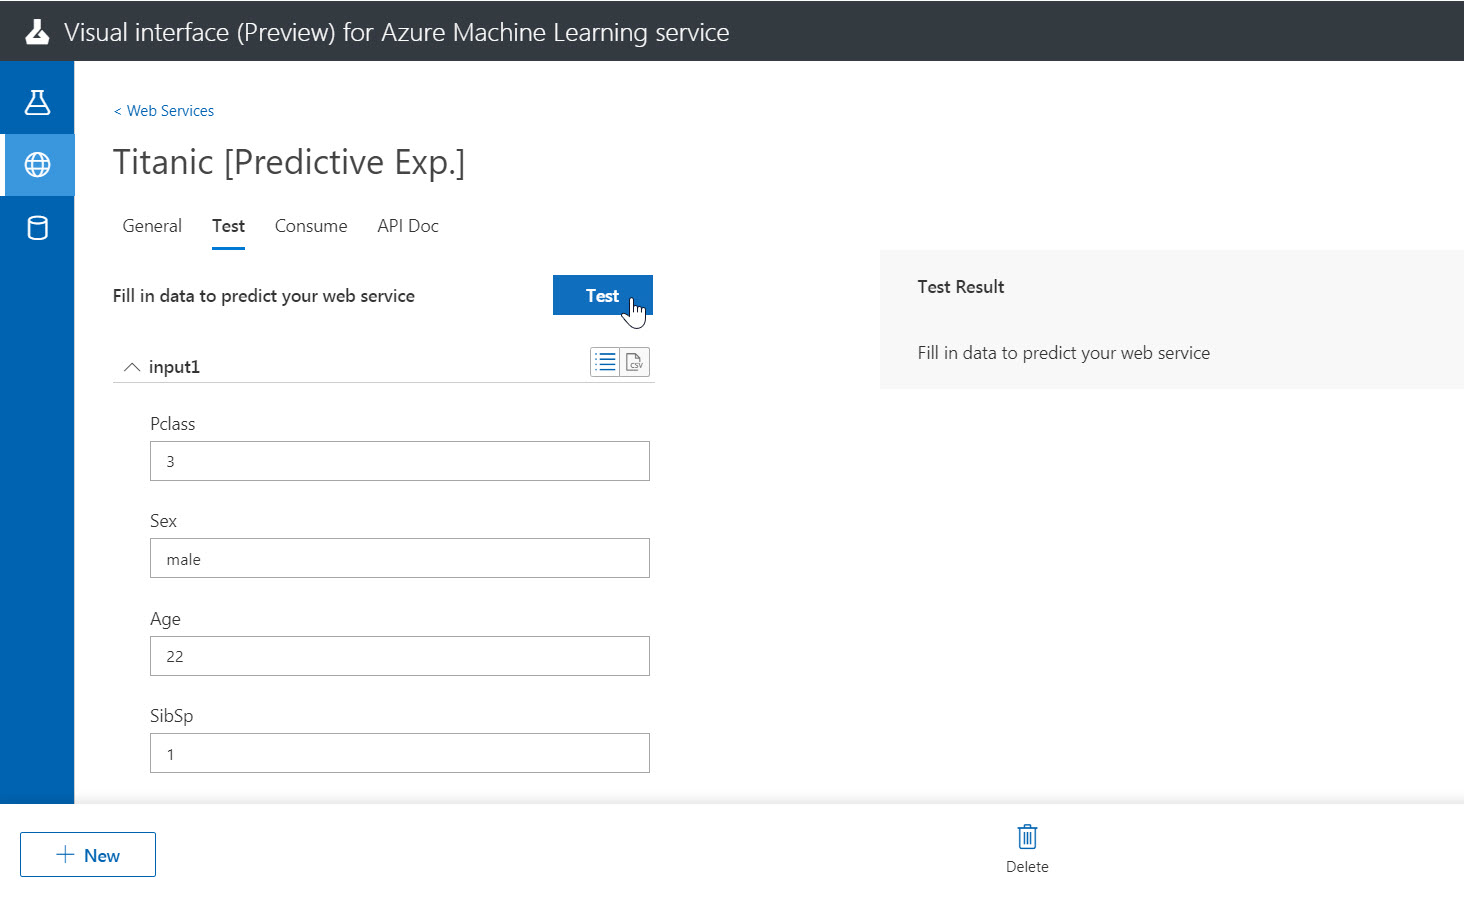 Visual interface (Preview) for Azure Machine Learning service
< Web Services
Titanic [Predictive Exp.]
General Test Consume API Doc
Fill in data to predict your web service
Test
Test Result
Fill in data to predict your web service
input1
CSV
Pclass
3
Sex
male
Age
22
SibSp
1
New
Delete